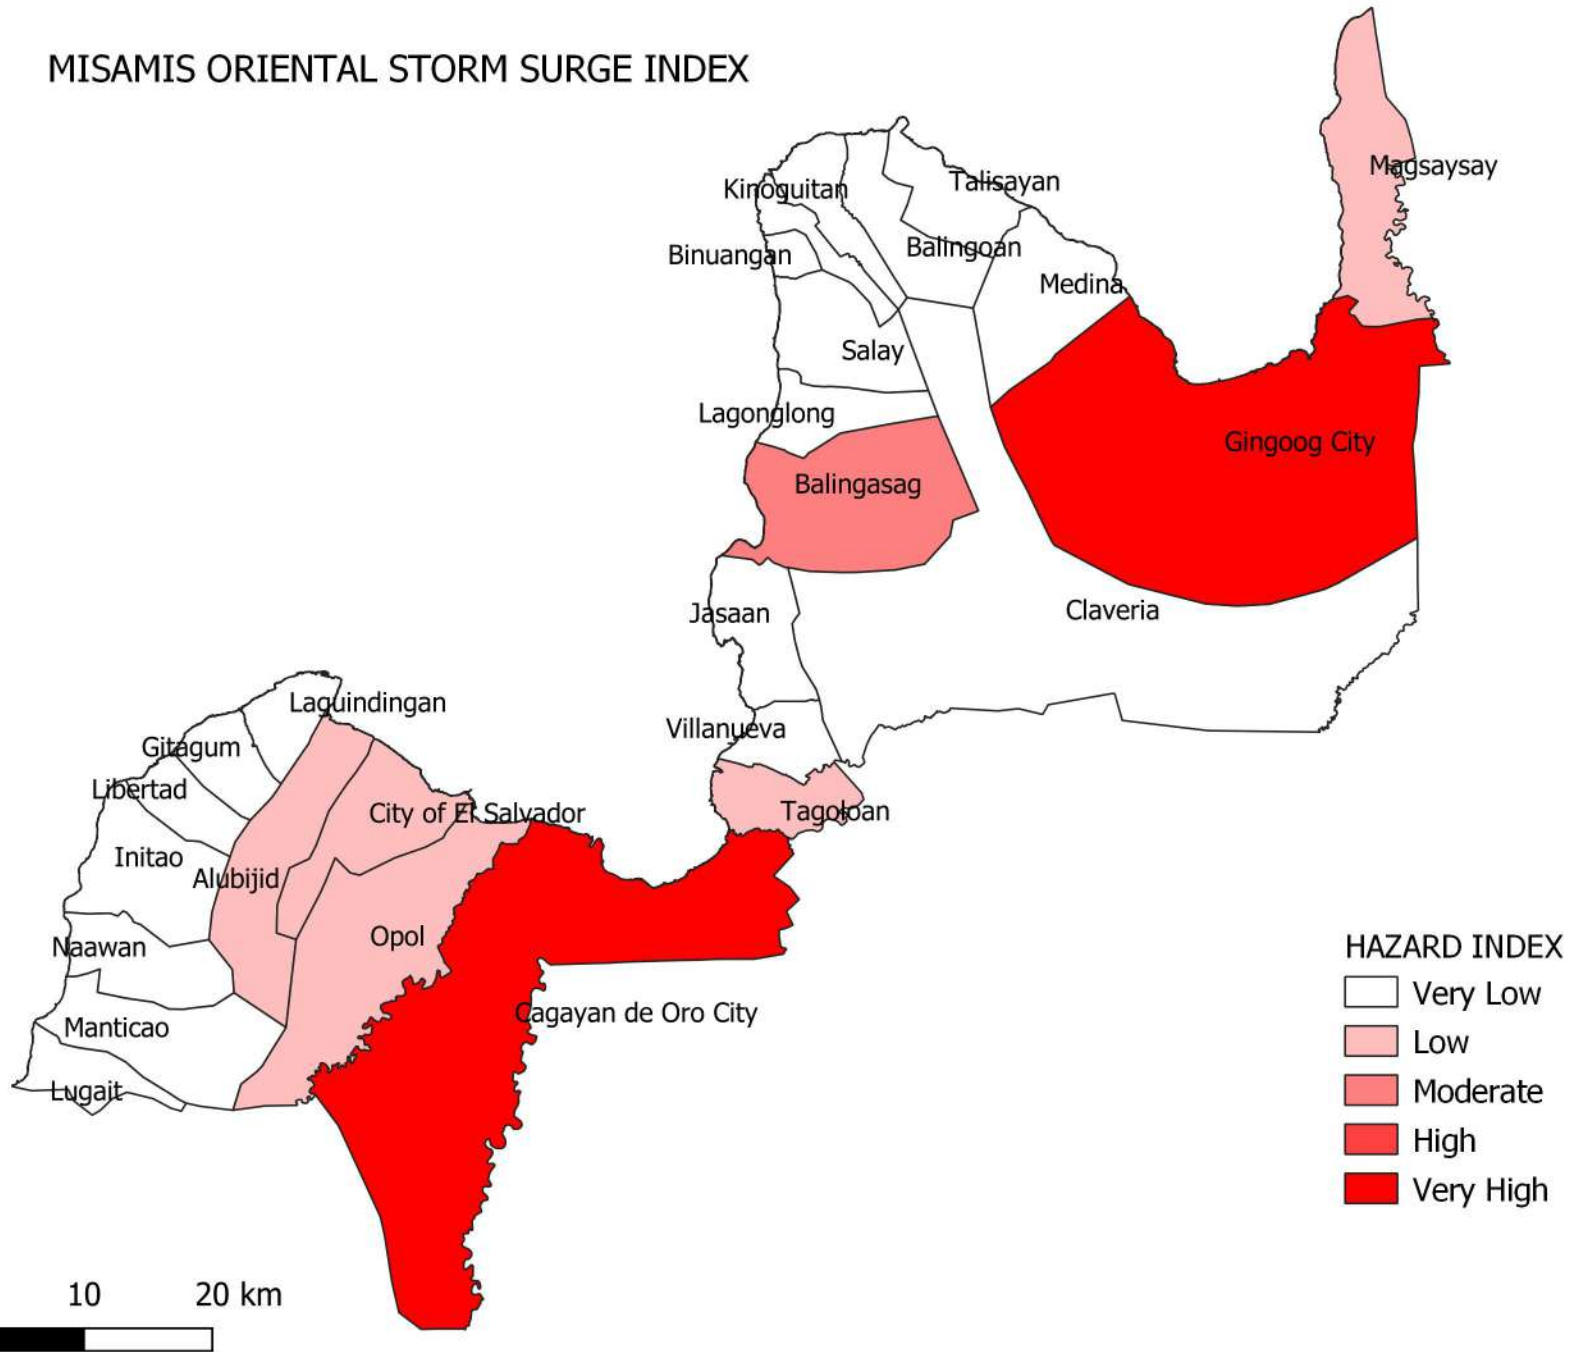 MISAMIS ORIENTAL STORM SURGE INDEX
Magsaysay
Kinoguitan
Talisayan
Binuangan
Balingoan
Medina
Salay
Lagonglong
Gingoog City
Balingasag
Jasaan
Claveria
Laguindingan
Villanueva
Gitagum
Libertad
City of El Salvador
Tagoloan
Initao
Alubijid
Opol
Naawan
Cagayan de Oro City
Manticao
Lugait
HAZARD INDEX
Very Low
Low
Moderate
High
Very High
10 20 km